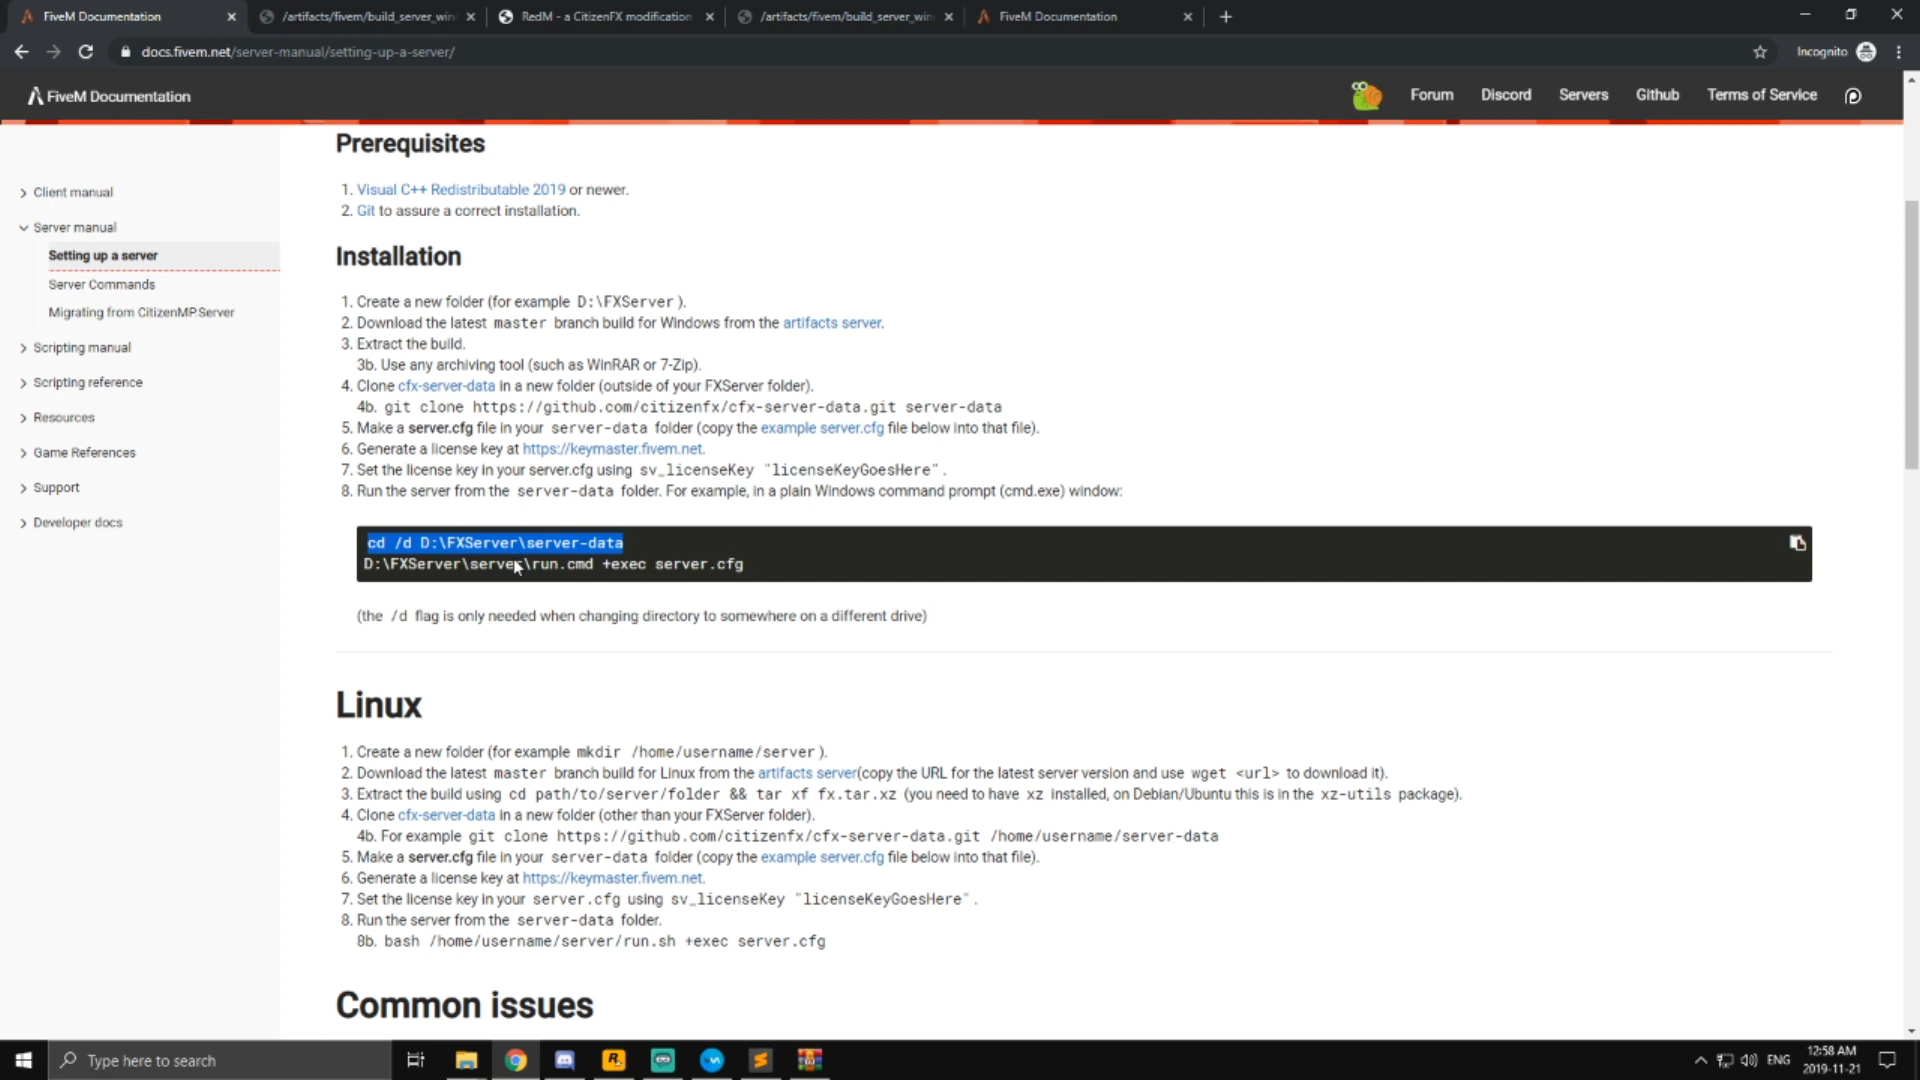 FiveM Documentation
/artifacts/fivem/build_server_win
RedM - a CitizenFX modification
/artifacts/fivem/build_server_win
FiveM Documentation
docs.fivem.net/server-manual/setting-up-a-server/
Incognito
FiveM Documentation
Forum
Discord
Servers
Github
Terms of Service
Client manual
Server manual
Setting up a server
Server Commands
Migrating from CitizenMP.Server
Scripting manual
Scripting reference
Resources
Game References
Support
Developer docs
Prerequisites
1. Visual C++ Redistributable 2019 or newer.
2. Git to assure a correct installation.
Installation
1. Create a new folder (for example D:\FXServer ).
2. Download the latest master branch build for Windows from the artifacts server.
3. Extract the build.
3b. Use any archiving tool (such as WinRAR or 7-Zip).
4. Clone cfx-server-data in a new folder (outside of your FXServer folder).
4b. git clone https://github.com/citizenfx/cfx-server-data.git server-data
5. Make a server.cfg file in your server-data folder (copy the example server.cfg file below into that file).
6. Generate a license key at https://keymaster.fivem.net.
7. Set the license key in your server.cfg using sv_licenseKey "licenseKeyGoesHere" .
8. Run the server from the server-data folder. For example, in a plain Windows command prompt (cmd.exe) window:
cd /d D:\FXServer\server-data
D:\FXServer\server\run.cmd +exec server.cfg
(the /d flag is only needed when changing directory to somewhere on a different drive)
Linux
1. Create a new folder (for example mkdir /home/username/server ).
2. Download the latest master branch build for Linux from the artifacts server(copy the URL for the latest server version and use wget <url> to download it).
3. Extract the build using cd path/to/server/folder && tar xf fx.tar.xz (you need to have xz installed, on Debian/Ubuntu this is in the xz-utils package).
4. Clone cfx-server-data in a new folder (other than your FXServer folder).
4b. For example git clone https://github.com/citizenfx/cfx-server-data.git /home/username/server-data
5. Make a server.cfg file in your server-data folder (copy the example server.cfg file below into that file).
6. Generate a license key at https://keymaster.fivem.net.
7. Set the license key in your server.cfg using sv_licenseKey "licenseKeyGoesHere" .
8. Run the server from the server-data folder.
8b. bash /home/username/server/run.sh +exec server.cfg
Common issues
Type here to search
ENG
12:58 AM
2019-11-21